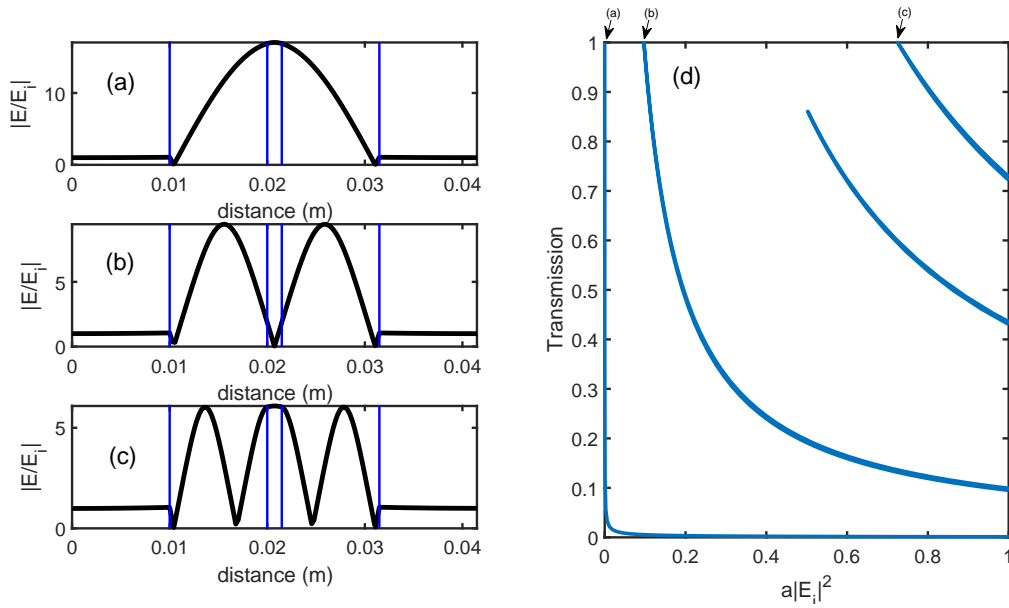 (a)
|E/E_i|
10
0
0 0.01 0.02 0.03 0.04
distance (m)
(b)
|E/E_i|
5
0
0 0.01 0.02 0.03 0.04
distance (m)
(c)
|E/E_i|
5
0
0 0.01 0.02 0.03 0.04
distance (m)
(a) (b) (c)
(d)
Transmission
1
0.9
0.8
0.7
0.6
0.5
0.4
0.3
0.2
0.1
0
0 0.2 0.4 0.6 0.8 1
a|E_i|^2